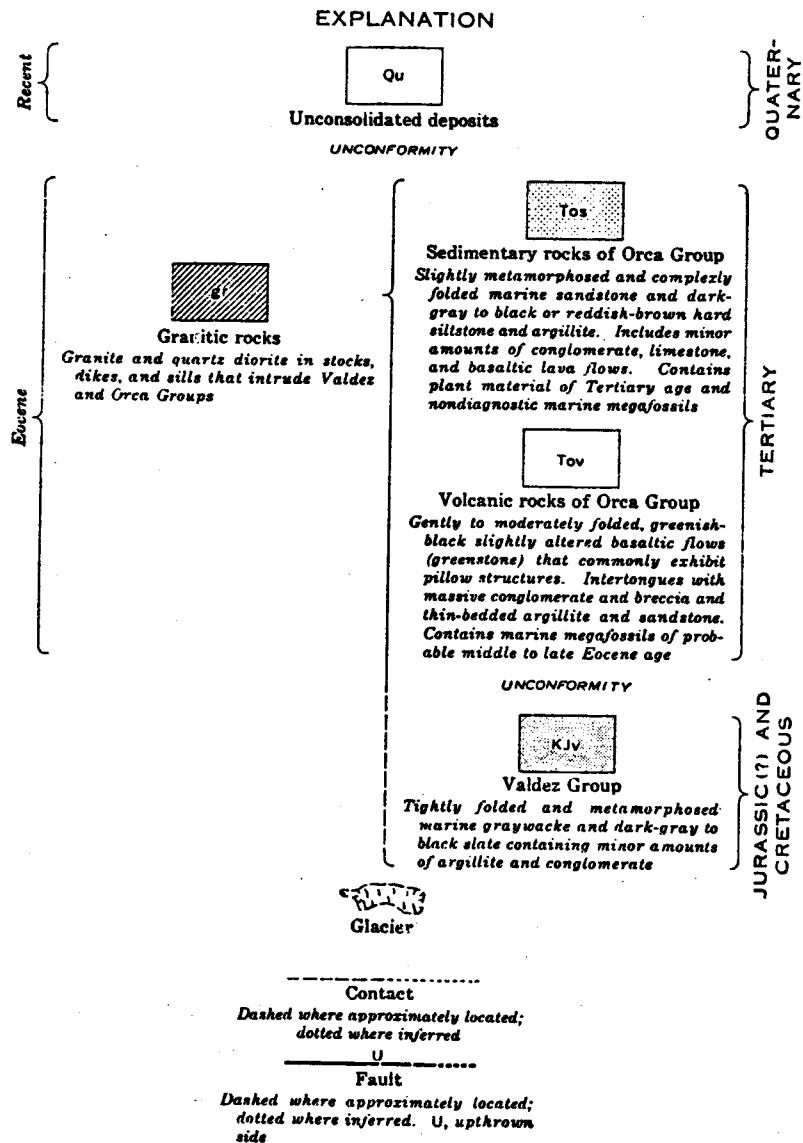 EXPLANATION
Recent
Qu
Unconsolidated deposits
QUATER-
NARY
UNCONFORMITY
Eocene
gr
Granitic rocks
Granite and quartz diorite in stocks,
dikes, and sills that intrude Valdez
and Orca Groups
Tos
Sedimentary rocks of Orca Group
Slightly metamorphosed and complexly
folded marine sandstone and dark-
gray to black or reddish-brown hard
siltstone and argillite. Includes minor
amounts of conglomerate, limestone,
and basaltic lava flows. Contains
plant material of Tertiary age and
nondiagnostic marine megafossils
Tov
Volcanic rocks of Orca Group
Gently to moderately folded, greenish-
black slightly altered basaltic flows
(greenstone) that commonly exhibit
pillow structures. Intertongues with
massive conglomerate and breccia and
thin-bedded argillite and sandstone.
Contains marine megafossils of prob-
able middle to late Eocene age
TERTIARY
UNCONFORMITY
KJv
Valdez Group
Tightly folded and metamorphosed
marine graywacke and dark-gray to
black slate containing minor amounts
of argillite and conglomerate
JURASSIC(?) AND
CRETACEOUS
Glacier
Contact
Dashed where approximately located;
dotted where inferred
U
Fault
Dashed where approximately located;
dotted where inferred. U, upthrown
side